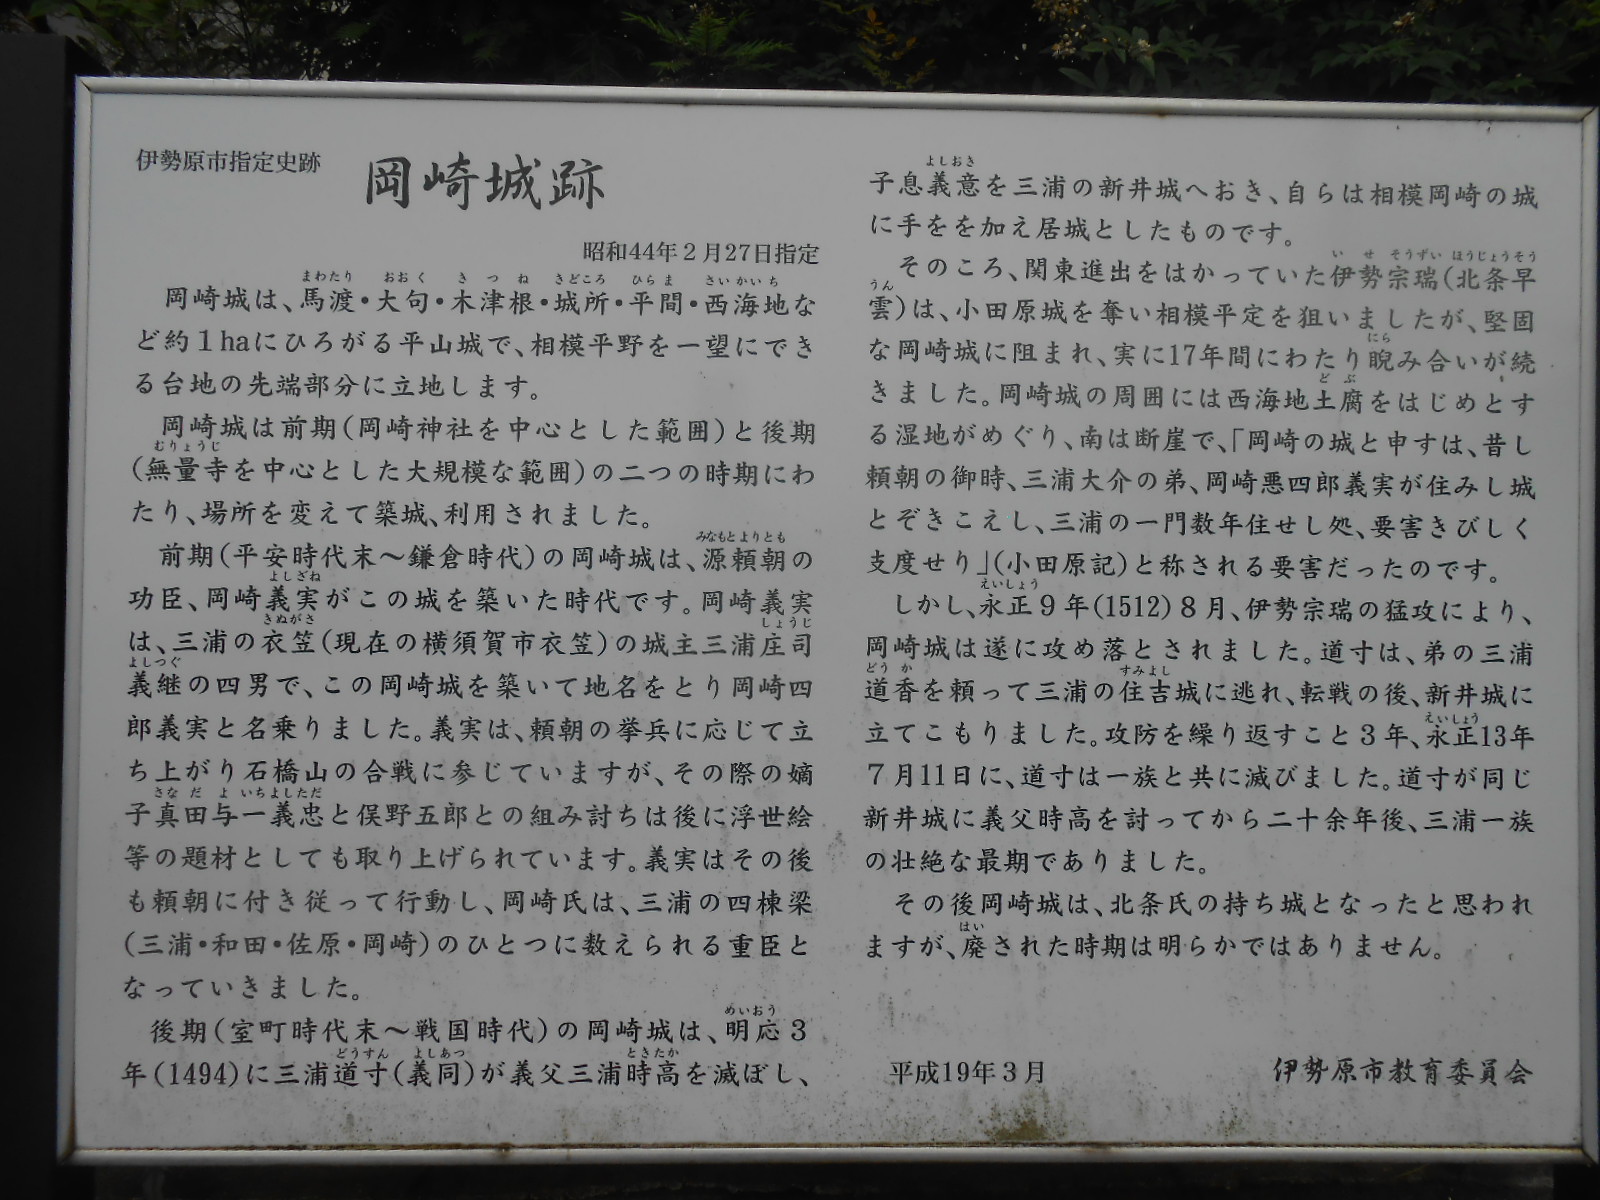 伊勢原市指定史跡
岡崎城跡
昭和44年2月27日指定
岡崎城は、馬渡・大句・木津根・城所・平間・西海地な
ど約1haにひろがる平山城で、相模平野を一望にでき
る台地の先端部分に立地します。
岡崎城は前期(岡崎神社を中心とした範囲)と後期
(無量寺を中心とした大規模な範囲)の二つの時期にわ
たり、場所を変えて築城、利用されました。
前期(平安時代末～鎌倉時代)の岡崎城は、源頼朝の
功臣、岡崎義実がこの城を築いた時代です。岡崎義実
は、三浦の衣笠(現在の横須賀市衣笠)の城主三浦庄司
義継の四男で、この岡崎城を築いて地名をとり岡崎四
郎義実と名乗りました。義実は、頼朝の挙兵に応じて立
ち上がり石橋山の合戦に参じていますが、その際の嫡
子真田与一義忠と俣野五郎との組み討ちは後に浮世絵
等の題材としても取り上げられています。義実はその後
も頼朝に付き従って行動し、岡崎氏は、三浦の四棟梁
(三浦・和田・佐原・岡崎)のひとつに数えられる重臣と
なっていきました。
後期(室町時代末～戦国時代)の岡崎城は、明応3
年(1494)に三浦道寸(義同)が義父三浦時高を滅ぼし、
子息義意を三浦の新井城へおき、自らは相模岡崎の城
に手をを加え居城としたものです。
そのころ、関東進出をはかっていた伊勢宗瑞(北条早
雲)は、小田原城を奪い相模平定を狙いましたが、堅固
な岡崎城に阻まれ、実に17年間にわたり睨み合いが続
きました。岡崎城の周囲には西海地土腐をはじめとす
る湿地がめぐり、南は断崖で、「岡崎の城と申すは、昔し
頼朝の御時、三浦大介の弟、岡崎悪四郎義実が住みし城
とぞきこえし、三浦の一門数年住せし処、要害きびしく
支度せり」(小田原記)と称される要害だったのです。
しかし、永正9年(1512)8月、伊勢宗瑞の猛攻により、
岡崎城は遂に攻め落とされました。道寸は、弟の三浦
道香を頼って三浦の住吉城に逃れ、転戦の後、新井城に
立てこもりました。攻防を繰り返すこと3年、永正13年
7月11日に、道寸は一族と共に滅びました。道寸が同じ
新井城に義父時高を討ってから二十余年後、三浦一族
の壮絶な最期でありました。
その後岡崎城は、北条氏の持ち城となったと思われ
ますが、廃された時期は明らかではありません。
平成19年3月
伊勢原市教育委員会